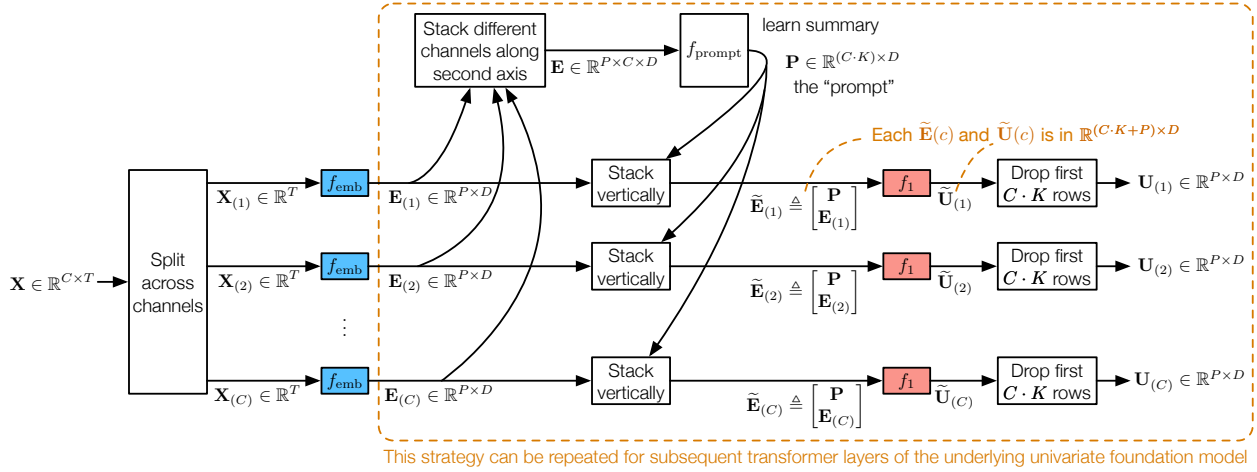 Stack different
channels along
second axis
E ∈ ℝ^{P×C×D}
f_prompt
learn summary
P ∈ ℝ^{(C·K)×D}
the "prompt"
Each Ẽ(c) and Ũ(c) is in ℝ^{(C·K+P)×D}
X ∈ ℝ^{C×T}
Split
across
channels
X_(1) ∈ ℝ^T
f_emb
E_(1) ∈ ℝ^{P×D}
Stack
vertically
Ẽ_(1) ≜ [P
E_(1)]
f_1
Ũ_(1)
Drop first
C · K rows
U_(1) ∈ ℝ^{P×D}
X_(2) ∈ ℝ^T
f_emb
E_(2) ∈ ℝ^{P×D}
Stack
vertically
Ẽ_(2) ≜ [P
E_(2)]
f_1
Ũ_(2)
Drop first
C · K rows
U_(2) ∈ ℝ^{P×D}
⋮
X_(C) ∈ ℝ^T
f_emb
E_(C) ∈ ℝ^{P×D}
Stack
vertically
Ẽ_(C) ≜ [P
E_(C)]
f_1
Ũ_(C)
Drop first
C · K rows
U_(C) ∈ ℝ^{P×D}
This strategy can be repeated for subsequent transformer layers of the underlying univariate foundation model